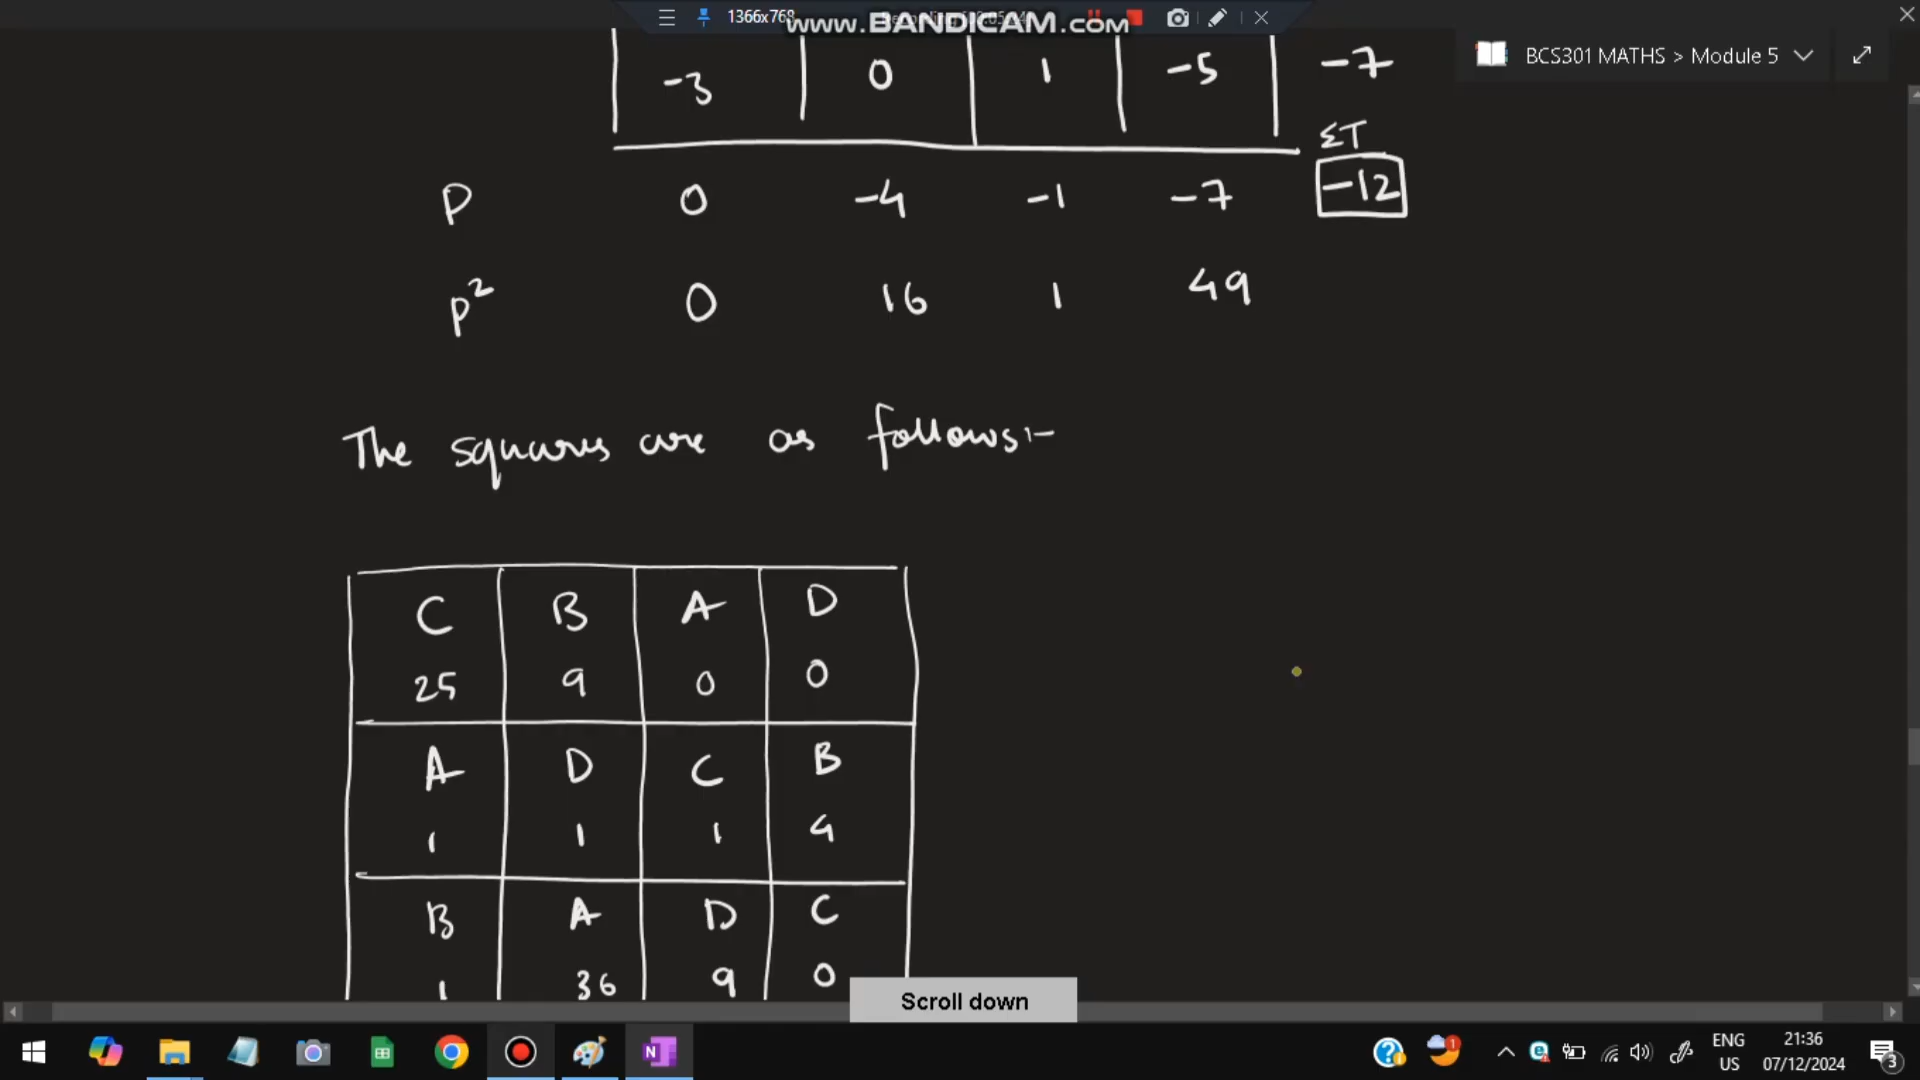 1366x768
www.BANDICAM.com
BCS301 MATHS > Module 5
-3 0 1 -5 -7
ΣT
P 0 -4 -1 -7 -12
P² 0 16 1 49
The squares are as follows:-
C B A D
25 9 0 0
A D C B
1 1 1 4
B A D C
1 36 9 0
Scroll down
ENG 21:36
US 07/12/2024 3